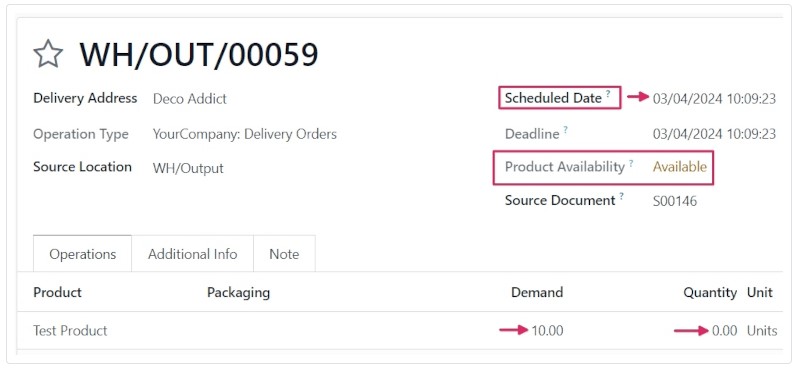 WH/OUT/00059
Delivery Address Deco Addict Scheduled Date ? 03/04/2024 10:09:23
Operation Type YourCompany: Delivery Orders Deadline ? 03/04/2024 10:09:23
Source Location WH/Output Product Availability ? Available
Source Document ? S00146
Operations Additional Info Note
Product Packaging Demand Quantity Unit
Test Product 10.00 0.00 Units